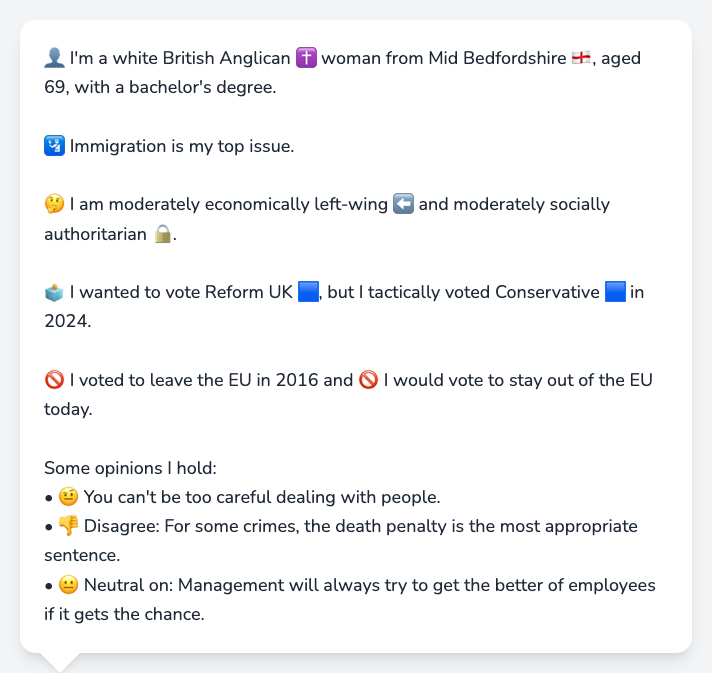 👤 I'm a white British Anglican ✝️ woman from Mid Bedfordshire 🏴󠁧󠁢󠁥󠁮󠁧󠁿, aged
69, with a bachelor's degree.
🛂 Immigration is my top issue.
🤔 I am moderately economically left-wing ⬅️ and moderately socially
authoritarian 🔒.
🗳️ I wanted to vote Reform UK 🟦, but I tactically voted Conservative 🟦 in
2024.
🚫 I voted to leave the EU in 2016 and 🚫 I would vote to stay out of the EU
today.
Some opinions I hold:
• 🤨 You can't be too careful dealing with people.
• 👎 Disagree: For some crimes, the death penalty is the most appropriate
sentence.
• 😐 Neutral on: Management will always try to get the better of employees
if it gets the chance.